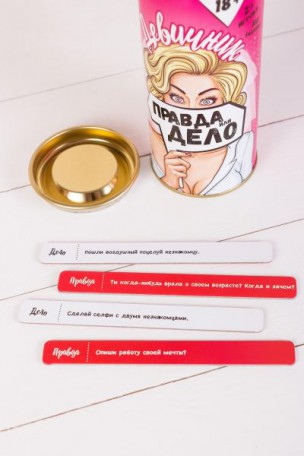 18
Девичник
ПРАВДА или
ДЕЛО
Дело Пошли воздушный поцелуй незнакомцу.
Правда Ты когда-нибудь врала о своем возрасте? Когда и зачем?
Дело Сделай селфи с двумя незнакомцами.
Правда Опиши работу своей мечты?